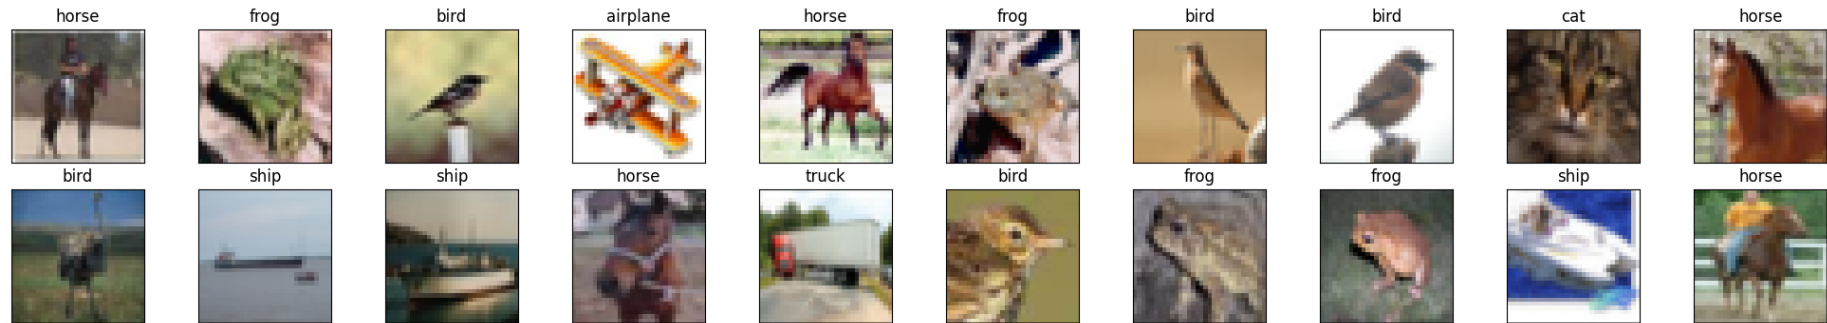 horse frog bird airplane horse frog bird bird cat horse
bird ship ship horse truck bird frog frog ship horse